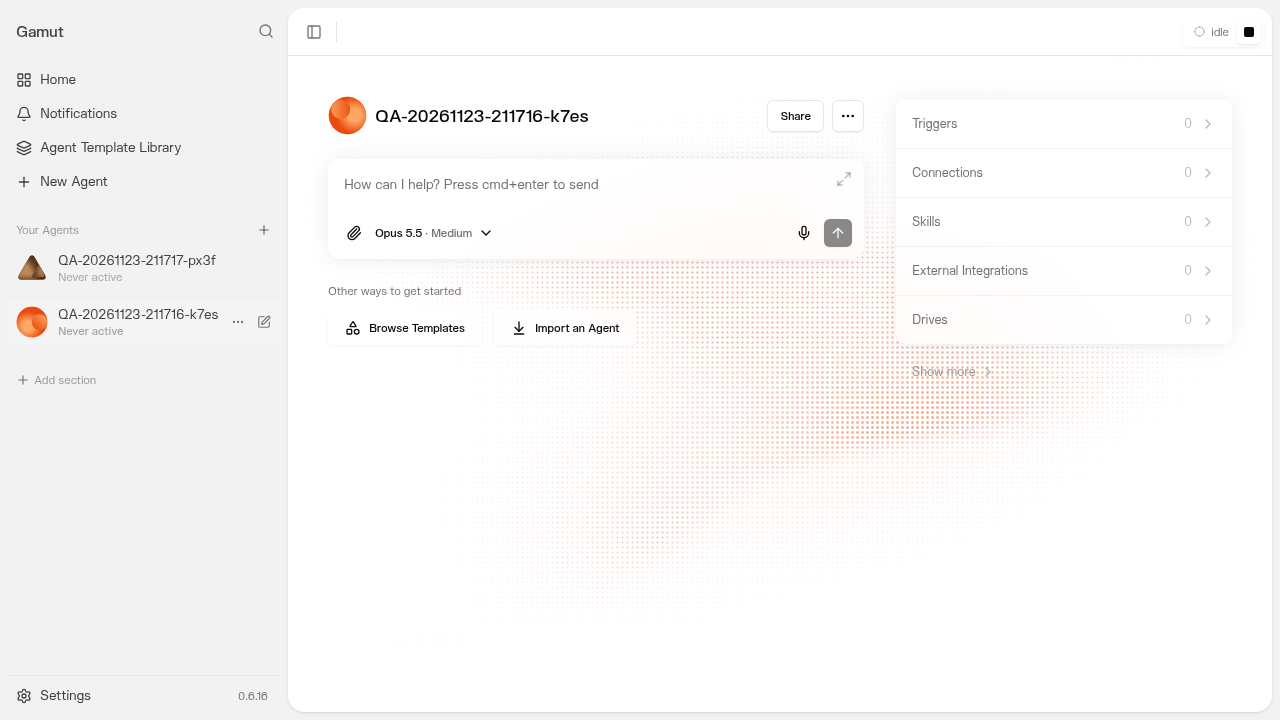 Gamut
Home
Notifications
Agent Template Library
New Agent
Your Agents
QA-20261123-211717-px3f
Never active
QA-20261123-211716-k7es
Never active
Add section
Settings
0.6.16
idle
QA-20261123-211716-k7es
Share
How can I help? Press cmd+enter to send
Opus 5.5 · Medium
Other ways to get started
Browse Templates
Import an Agent
Triggers 0
Connections 0
Skills 0
External Integrations 0
Drives 0
Show more